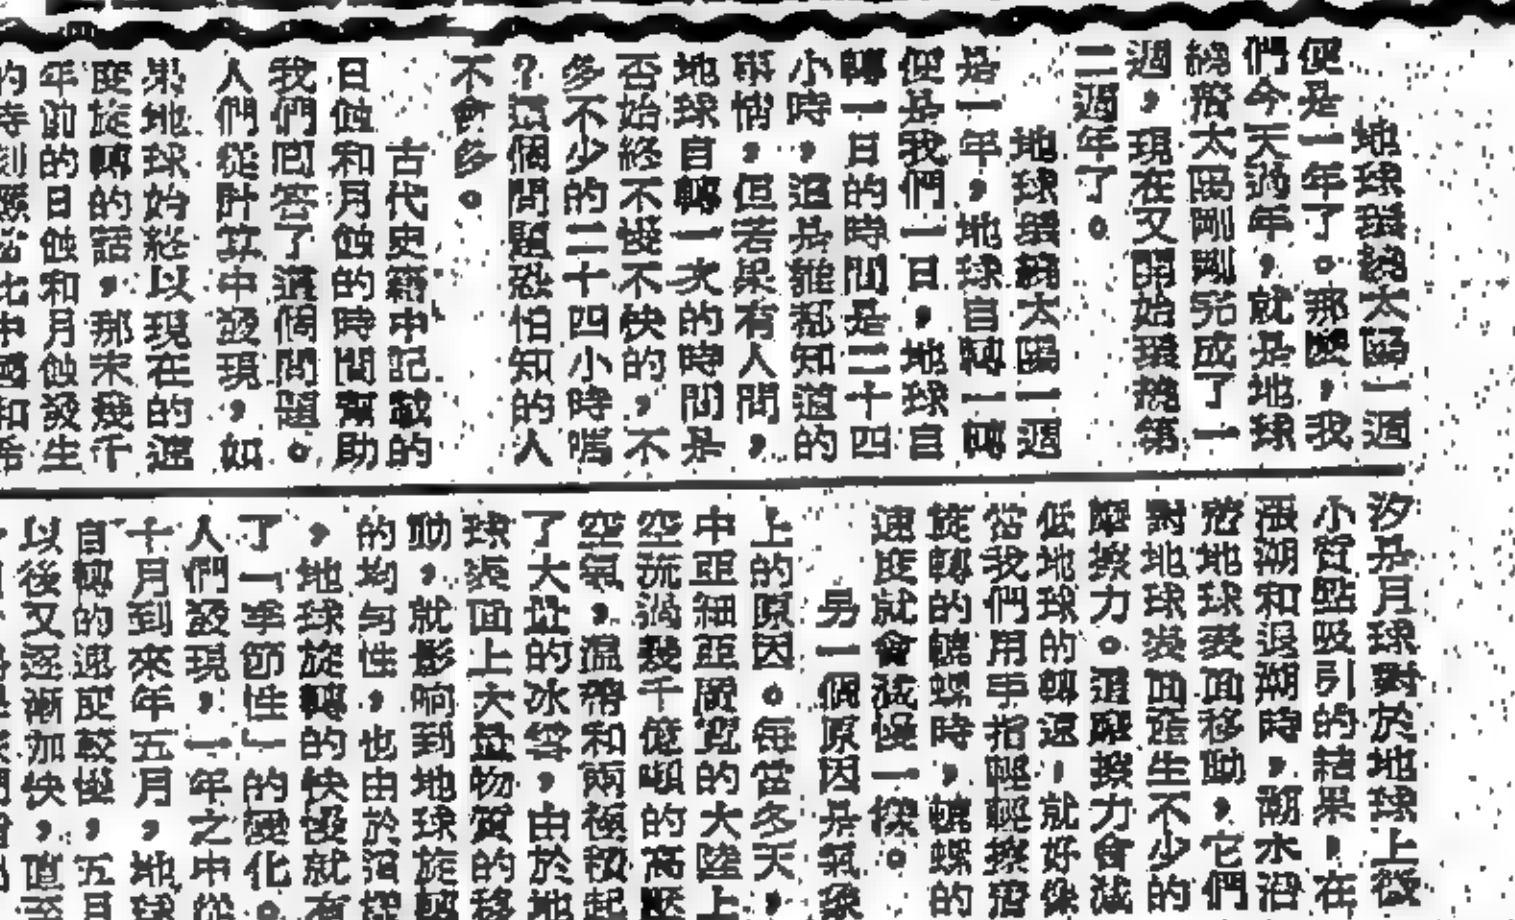 地球環繞太陽一週
便是一年了。那麼，我
們今天過年，就是地球
繞着太陽剛剛完成了一
週，現在又開始環繞第
二週年了。
地球環繞太陽一週
是一年，地球自轉一轉
便是我們一日，地球自
轉一日的時間是二十四
小時，這是誰都知道的
事情，但若果有人問，
地球自轉一次的時間是
否始終不慢不快的，不
多不少的二十四小時嗎
？這個問題恐怕知的人
不會多。
古代史籍中記載的
日蝕和月蝕的時間幫助
我們回答了這個問題。
人們從計算中發現，如
果地球始終以現在的速
度旋轉的話，那末幾千
年前的日蝕和月蝕發生
的時刻應當比中國和希
汐是月球對於地球上微
小質點吸引的結果，在
漲潮和退潮時，潮水沿
着地球表面移動，它們
對地球表面產生不少的
磨擦力。這磨擦力會減
低地球的轉速，就好像
當我們用手指輕輕擦着
旋轉的轆螺時，轆螺的
速度就會減慢一樣。
另一個原因是氣象
上的原因。每當冬天，
中亞細亞廣寬的大陸上
空流過幾千億噸的高壓
空氣，溫帶和兩極積起
了大量的冰雪，由於地
球表面上大量物質的移
動，就影响到地球旋轉
的均勻性，也由於這樣
，地球旋轉的快慢就有
了「季節性」的變化。
人們發現，一年之中從
十月到來年五月，地球
自轉的速度較慢，五月
以後又逐漸加快，直至